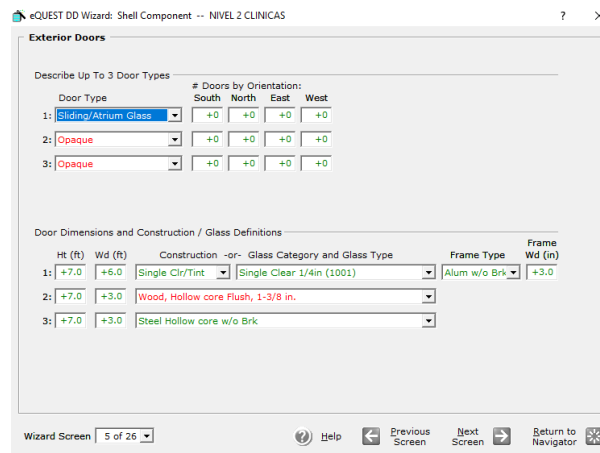 eQUEST DD Wizard: Shell Component -- NIVEL 2 CLINICAS ? X
Exterior Doors
Describe Up To 3 Door Types
# Doors by Orientation:
Door Type South North East West
1: Sliding/Atrium Glass +0 +0 +0 +0
2: Opaque +0 +0 +0 +0
3: Opaque +0 +0 +0 +0
Door Dimensions and Construction / Glass Definitions
Frame
Ht (ft) Wd (ft) Construction -or- Glass Category and Glass Type Frame Type Wd (in)
1: +7.0 +6.0 Single Clr/Tint Single Clear 1/4in (1001) Alum w/o Brk +3.0
2: +7.0 +3.0 Wood, Hollow core Flush, 1-3/8 in.
3: +7.0 +3.0 Steel Hollow core w/o Brk
Wizard Screen 5 of 26 ? Help Previous Screen Next Screen Return to Navigator